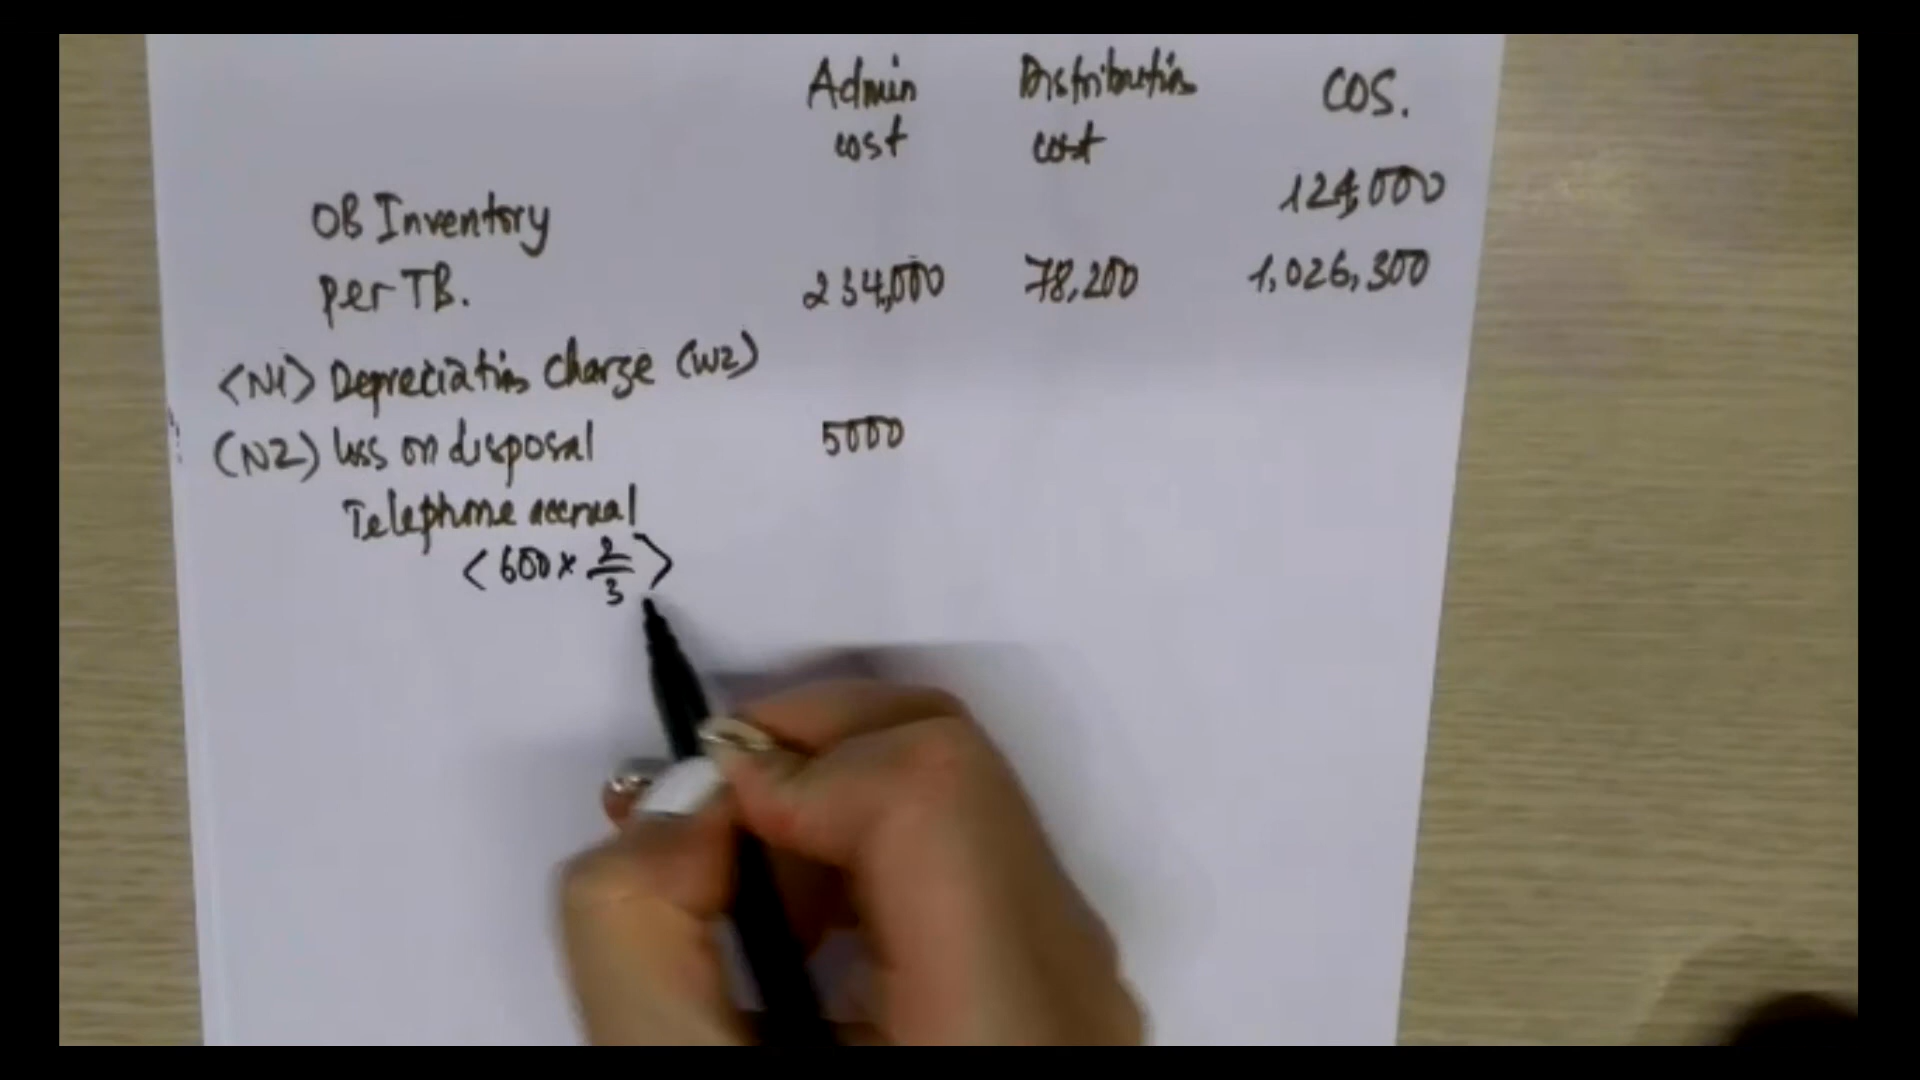 Admin Distribution COS.
cost cost
OB Inventory 124,000
per TB. 234,000 78,200 1,026,300
<N1> Depreciation charge (W2)
(N2) loss on disposal 5000
Telephone accrual
<600 × 2/3>